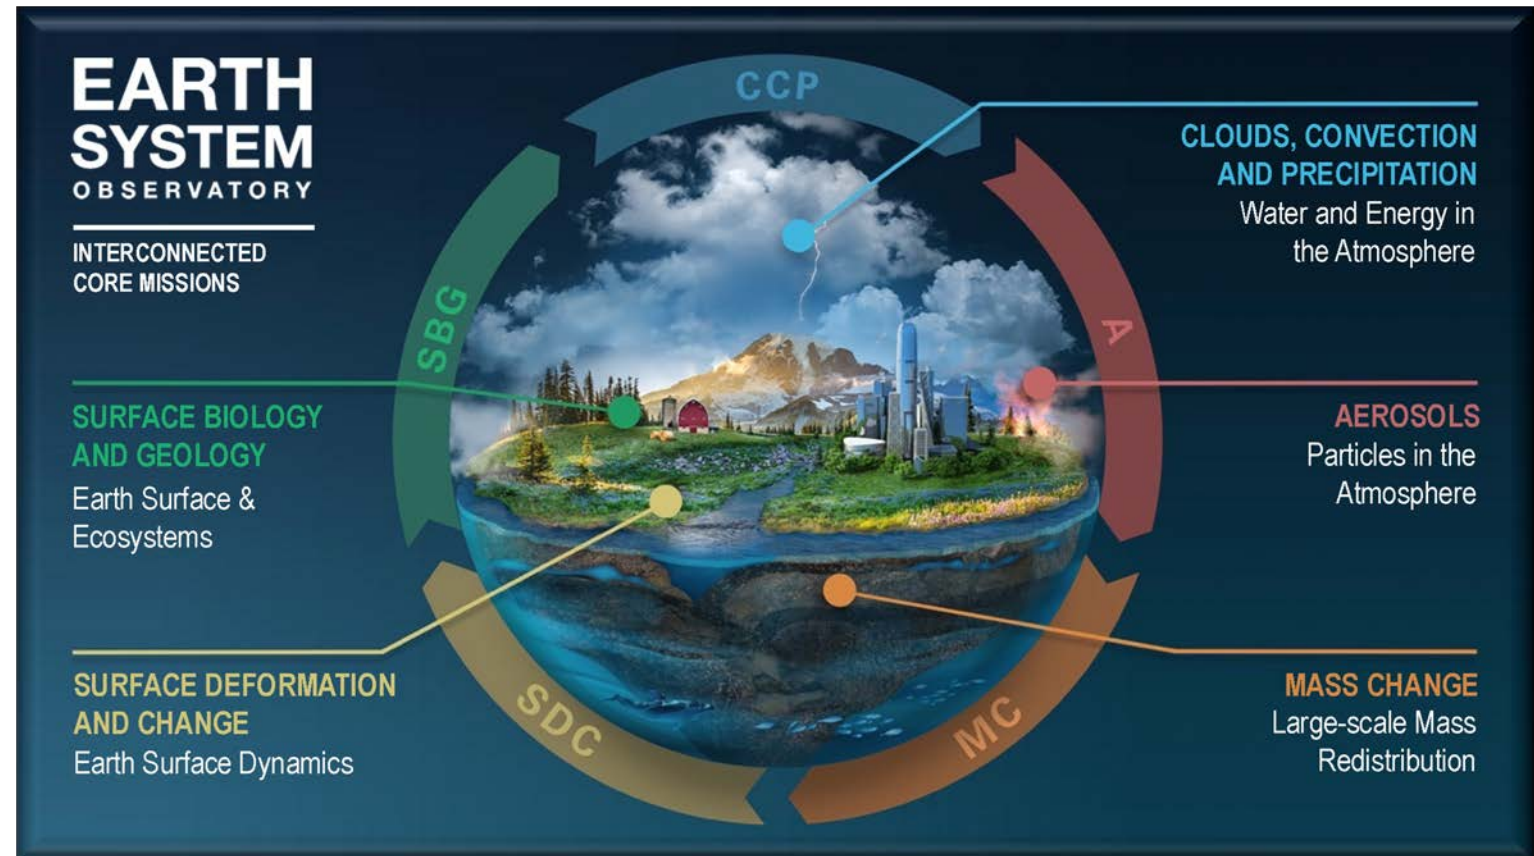 EARTH
SYSTEM
OBSERVATORY
INTERCONNECTED
CORE MISSIONS
CCP
A
MC
SDC
SBG
CLOUDS, CONVECTION
AND PRECIPITATION
Water and Energy in
the Atmosphere
AEROSOLS
Particles in the
Atmosphere
MASS CHANGE
Large-scale Mass
Redistribution
SURFACE BIOLOGY
AND GEOLOGY
Earth Surface &
Ecosystems
SURFACE DEFORMATION
AND CHANGE
Earth Surface Dynamics